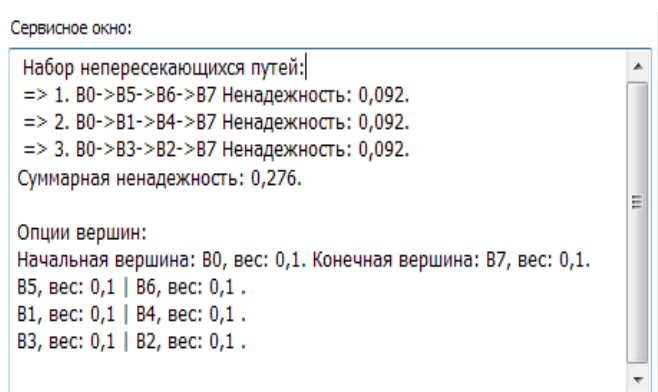 Сервисное окно:
Набор непересекающихся путей:
=> 1. B0->B5->B6->B7 Ненадежность: 0,092.
=> 2. B0->B1->B4->B7 Ненадежность: 0,092.
=> 3. B0->B3->B2->B7 Ненадежность: 0,092.
Суммарная ненадежность: 0,276.
Опции вершин:
Начальная вершина: B0, вес: 0,1. Конечная вершина: B7, вес: 0,1.
B5, вес: 0,1 | B6, вес: 0,1 .
B1, вес: 0,1 | B4, вес: 0,1 .
B3, вес: 0,1 | B2, вес: 0,1 .